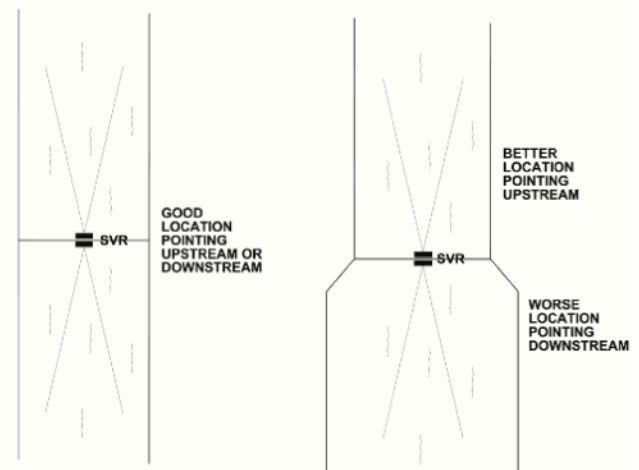 SVR
GOOD
LOCATION
POINTING
UPSTREAM OR
DOWNSTREAM
BETTER
LOCATION
POINTING
UPSTREAM
SVR
WORSE
LOCATION
POINTING
DOWNSTREAM